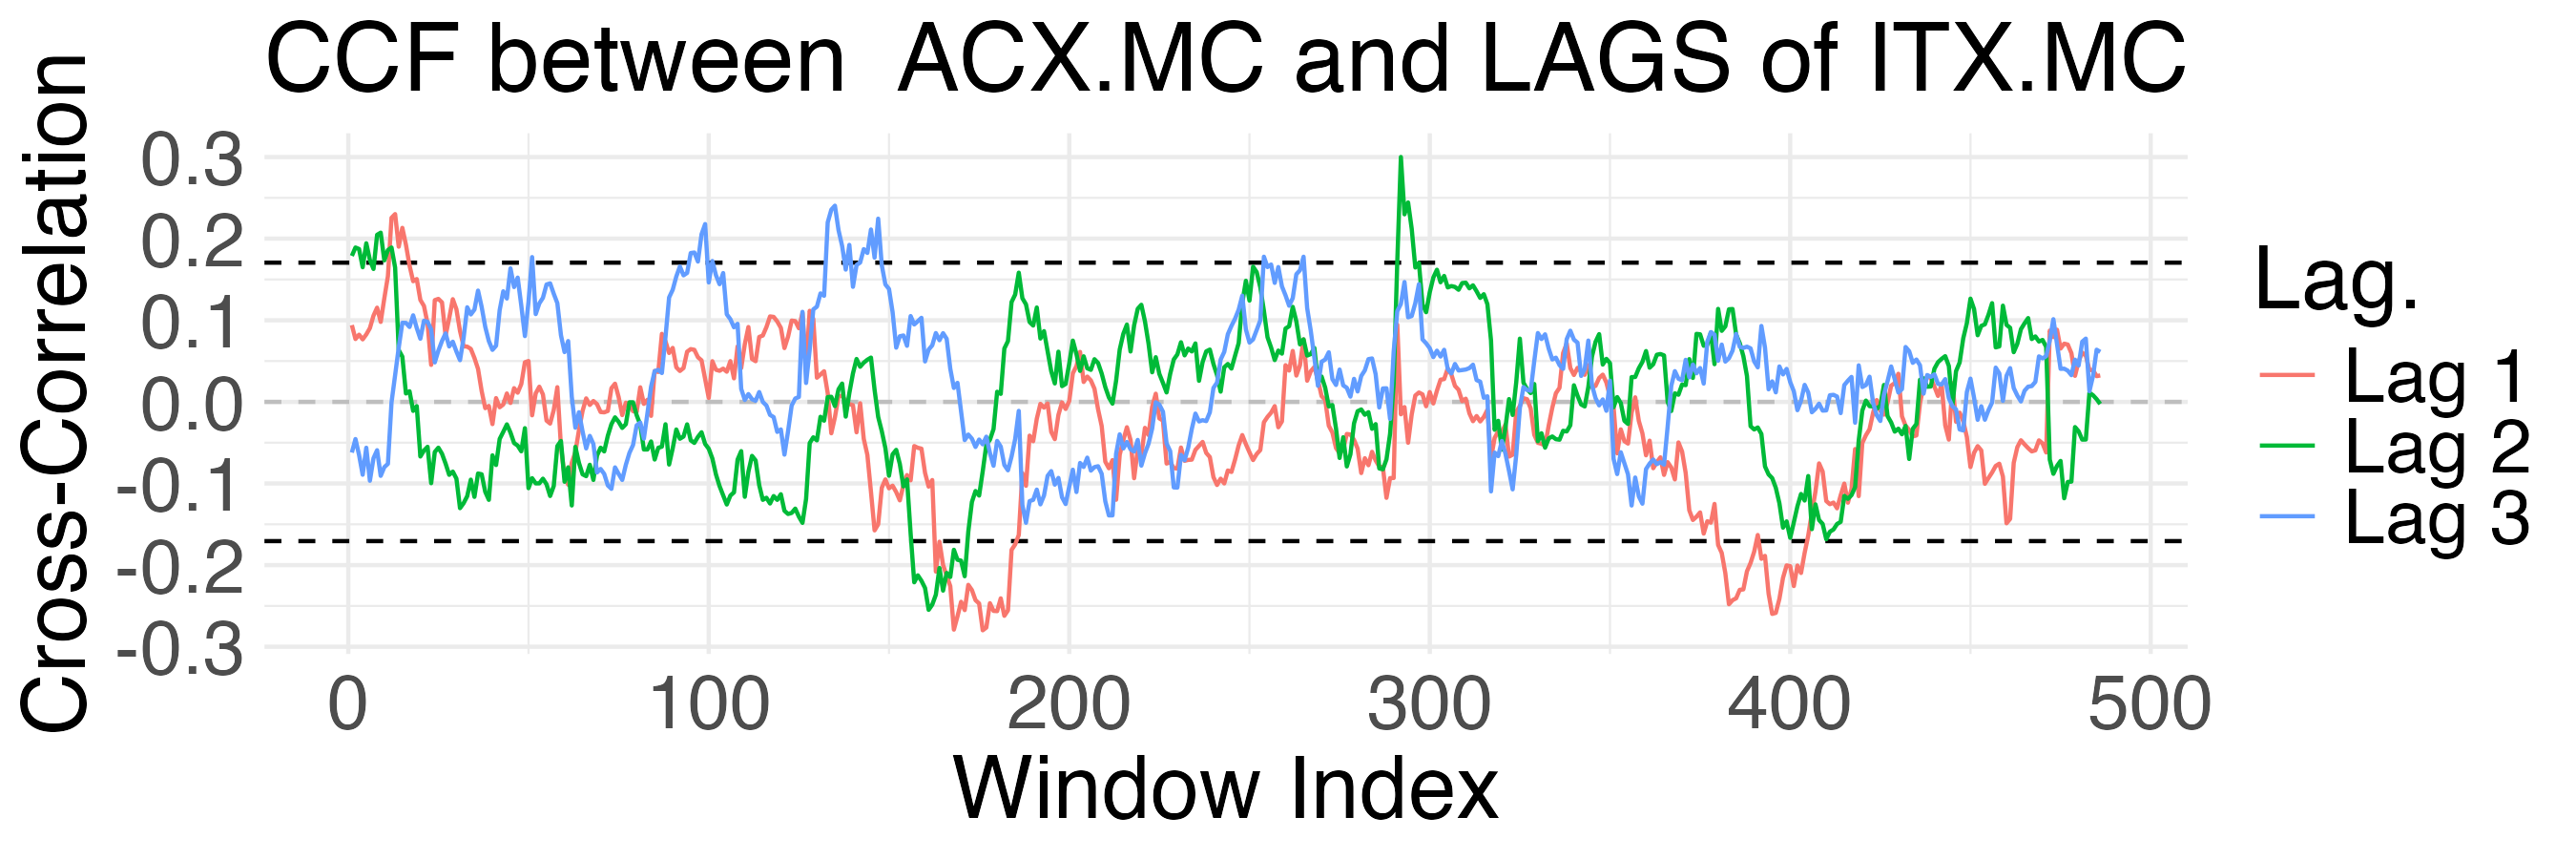 CCF between  ACX.MC and LAGS of ITX.MC
Cross-Correlation
0.3
0.2
0.1
0.0
-0.1
-0.2
-0.3
0 100 200 300 400 500
Window Index
Lag.
Lag 1
Lag 2
Lag 3